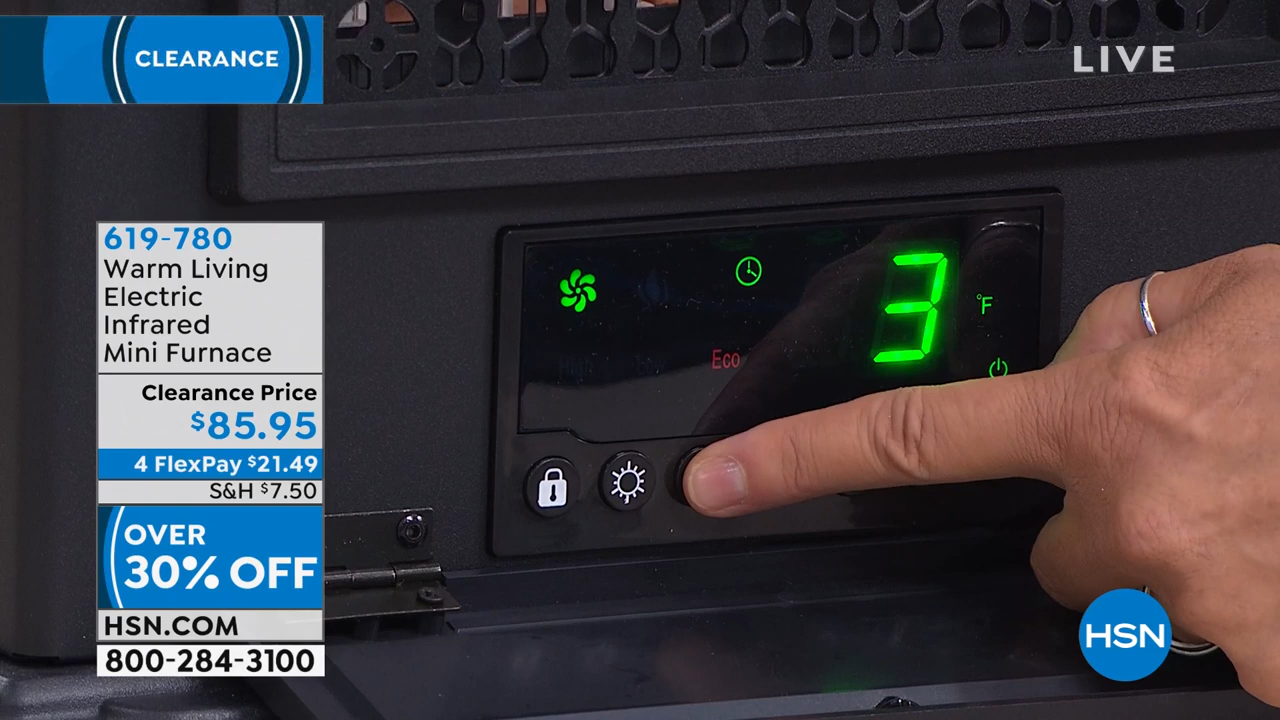 CLEARANCE
LIVE
619-780
Warm Living
Electric
Infrared
Mini Furnace
Clearance Price
$85.95
4 FlexPay $21.49
S&H $7.50
OVER
30% OFF
HSN.COM
800-284-3100
3
°F
Eco
HSN